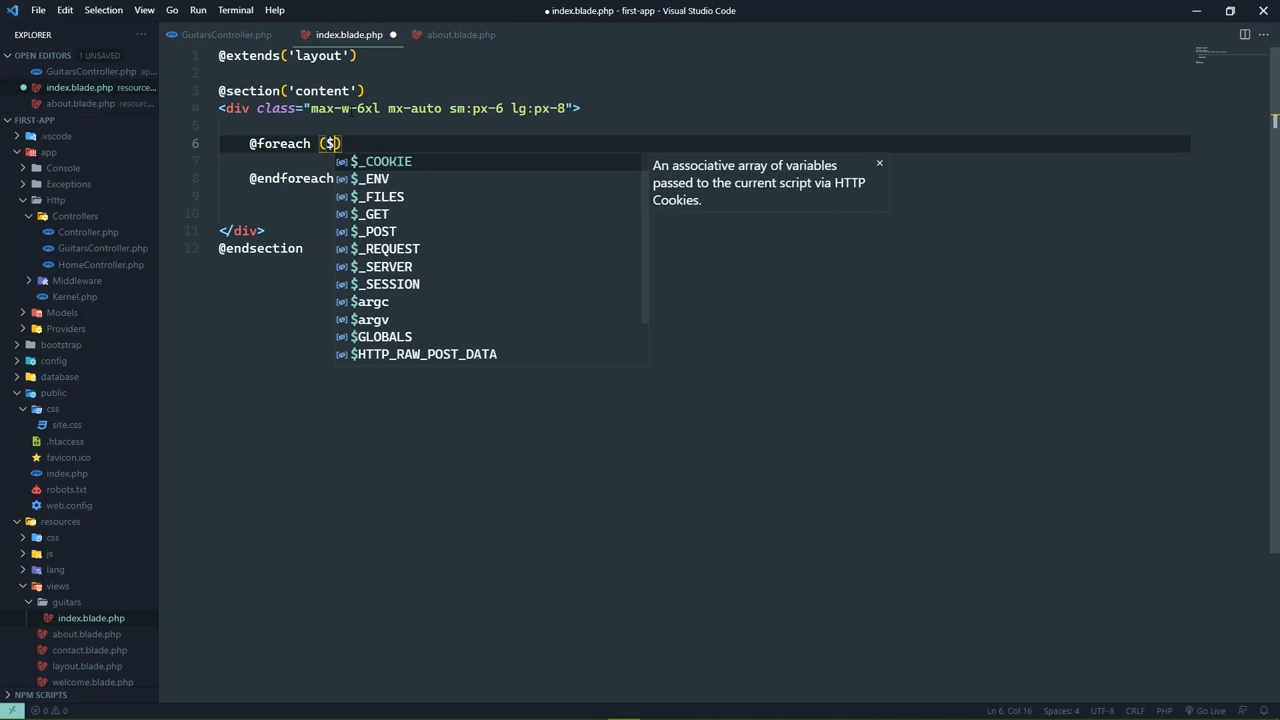 File Edit Selection View Go Run Terminal Help
● index.blade.php - first-app - Visual Studio Code
EXPLORER
OPEN EDITORS 1 UNSAVED
GuitarsController.php ap...
index.blade.php resource...
about.blade.php resourc...
FIRST-APP
.vscode
app
Console
Exceptions
Http
Controllers
Controller.php
GuitarsController.php
HomeController.php
Middleware
Kernel.php
Models
Providers
bootstrap
config
database
public
css
site.css
.htaccess
favicon.ico
index.php
robots.txt
web.config
resources
css
js
lang
views
guitars
index.blade.php
about.blade.php
contact.blade.php
layout.blade.php
welcome.blade.php
NPM SCRIPTS
GuitarsController.php index.blade.php ● about.blade.php
1 @extends('layout')
2
3 @section('content')
4 <div class="max-w-6xl mx-auto sm:px-6 lg:px-8">
5
6 @foreach ($)
7
8 @endforeach
9
10
11 </div>
12 @endsection
$_COOKIE
$_ENV
$_FILES
$_GET
$_POST
$_REQUEST
$_SERVER
$_SESSION
$argc
$argv
$GLOBALS
$HTTP_RAW_POST_DATA
An associative array of variables
passed to the current script via HTTP
Cookies.
0 0 Ln 6, Col 16 Spaces: 4 UTF-8 CRLF PHP Go Live